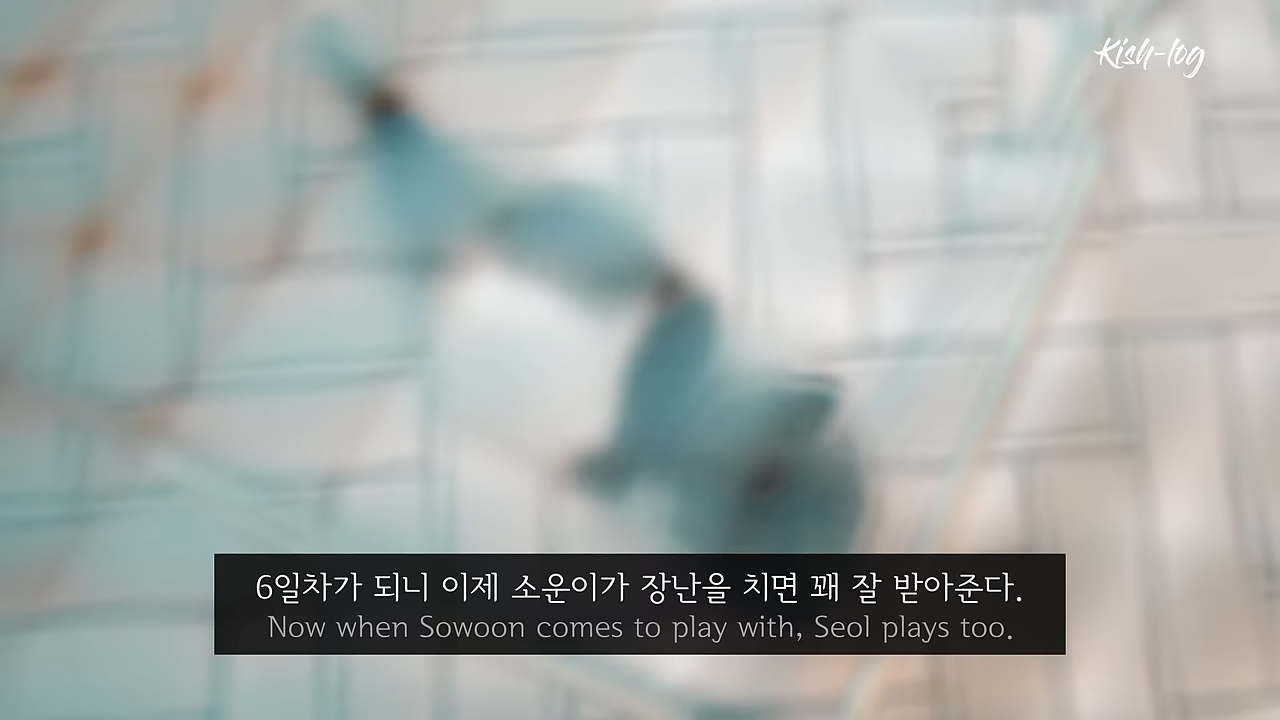 Kish-log
6일차가 되니 이제 소운이가 장난을 치면 꽤 잘 받아준다.
Now when Sowoon comes to play with, Seol plays too.